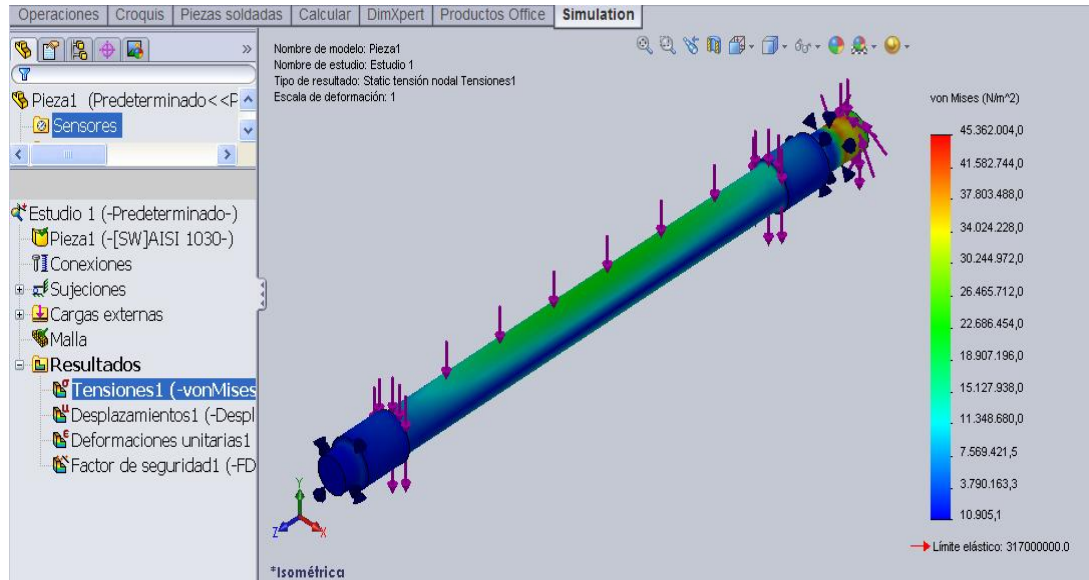 Operaciones Croquis Piezas soldadas Calcular DimXpert Productos Office Simulation
Pieza1 (Predeterminado<<P
Sensores
Estudio 1 (-Predeterminado-)
Pieza1 (-[SW]AISI 1030-)
Conexiones
Sujeciones
Cargas externas
Malla
Resultados
Tensiones1 (-vonMises
Desplazamientos1 (-Despl
Deformaciones unitarias1
Factor de seguridad1 (-FD
Nombre de modelo: Pieza1
Nombre de estudio: Estudio 1
Tipo de resultado: Static tensión nodal Tensiones1
Escala de deformación: 1
von Mises (N/m^2)
45.362.004,0
41.582.744,0
37.803.488,0
34.024.228,0
30.244.972,0
26.465.712,0
22.686.454,0
18.907.196,0
15.127.938,0
11.348.680,0
7.569.421,5
3.790.163,3
10.905,1
Límite elástico: 317000000.0
Y
Z
X
*Isométrica